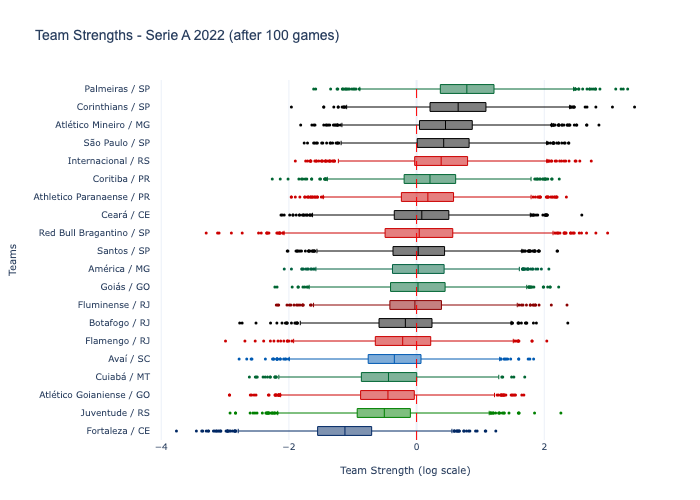 Team Strengths - Serie A 2022 (after 100 games)
Palmeiras / SP
Corinthians / SP
Atlético Mineiro / MG
São Paulo / SP
Internacional / RS
Coritiba / PR
Athletico Paranaense / PR
Ceará / CE
Red Bull Bragantino / SP
Santos / SP
América / MG
Goiás / GO
Fluminense / RJ
Botafogo / RJ
Flamengo / RJ
Avaí / SC
Cuiabá / MT
Atlético Goianiense / GO
Juventude / RS
Fortaleza / CE
Teams
−4 −2 0 2
Team Strength (log scale)